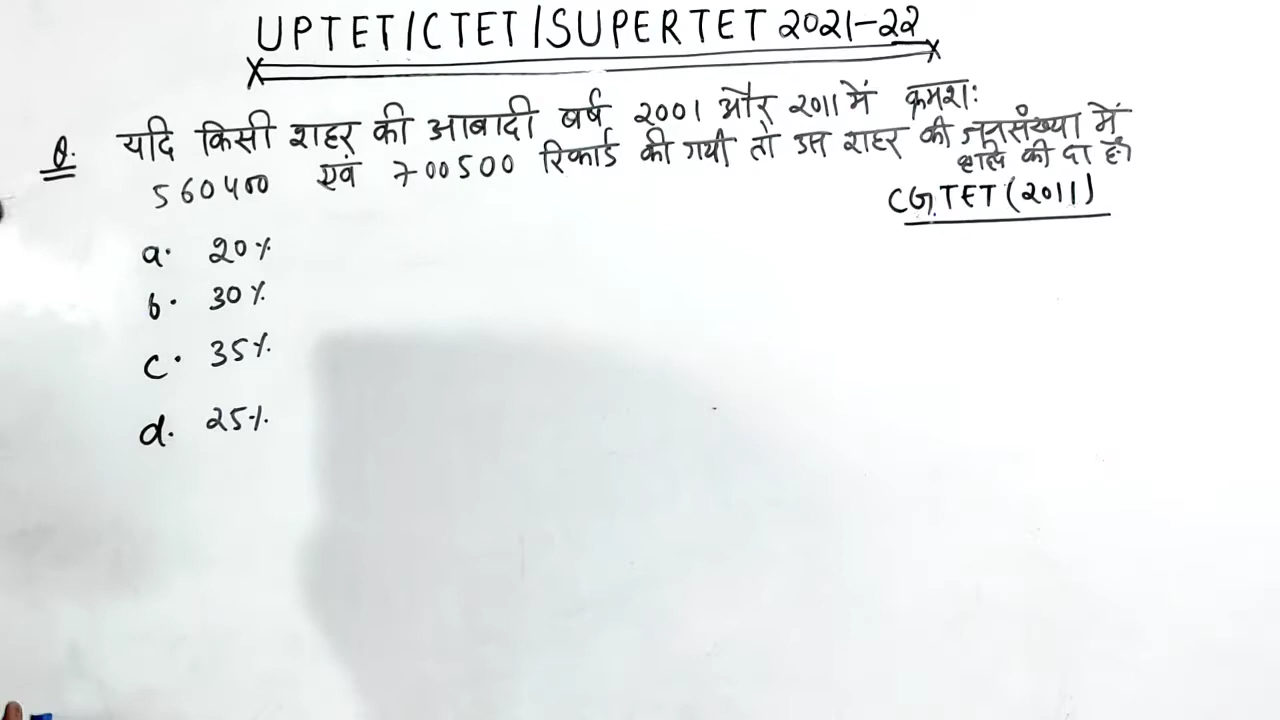 UPTET/CTET/SUPERTET 2021-22
Q. यदि किसी शहर की आबादी बर्ष 2001 और 2011 में क्रमशः
560400 एवं 700500 रिकार्ड की गयी तो उस शहर की जनसंख्या में
की दर है?
CG.TET (2011)
a. 20%
b. 30%
c. 35%
d. 25%